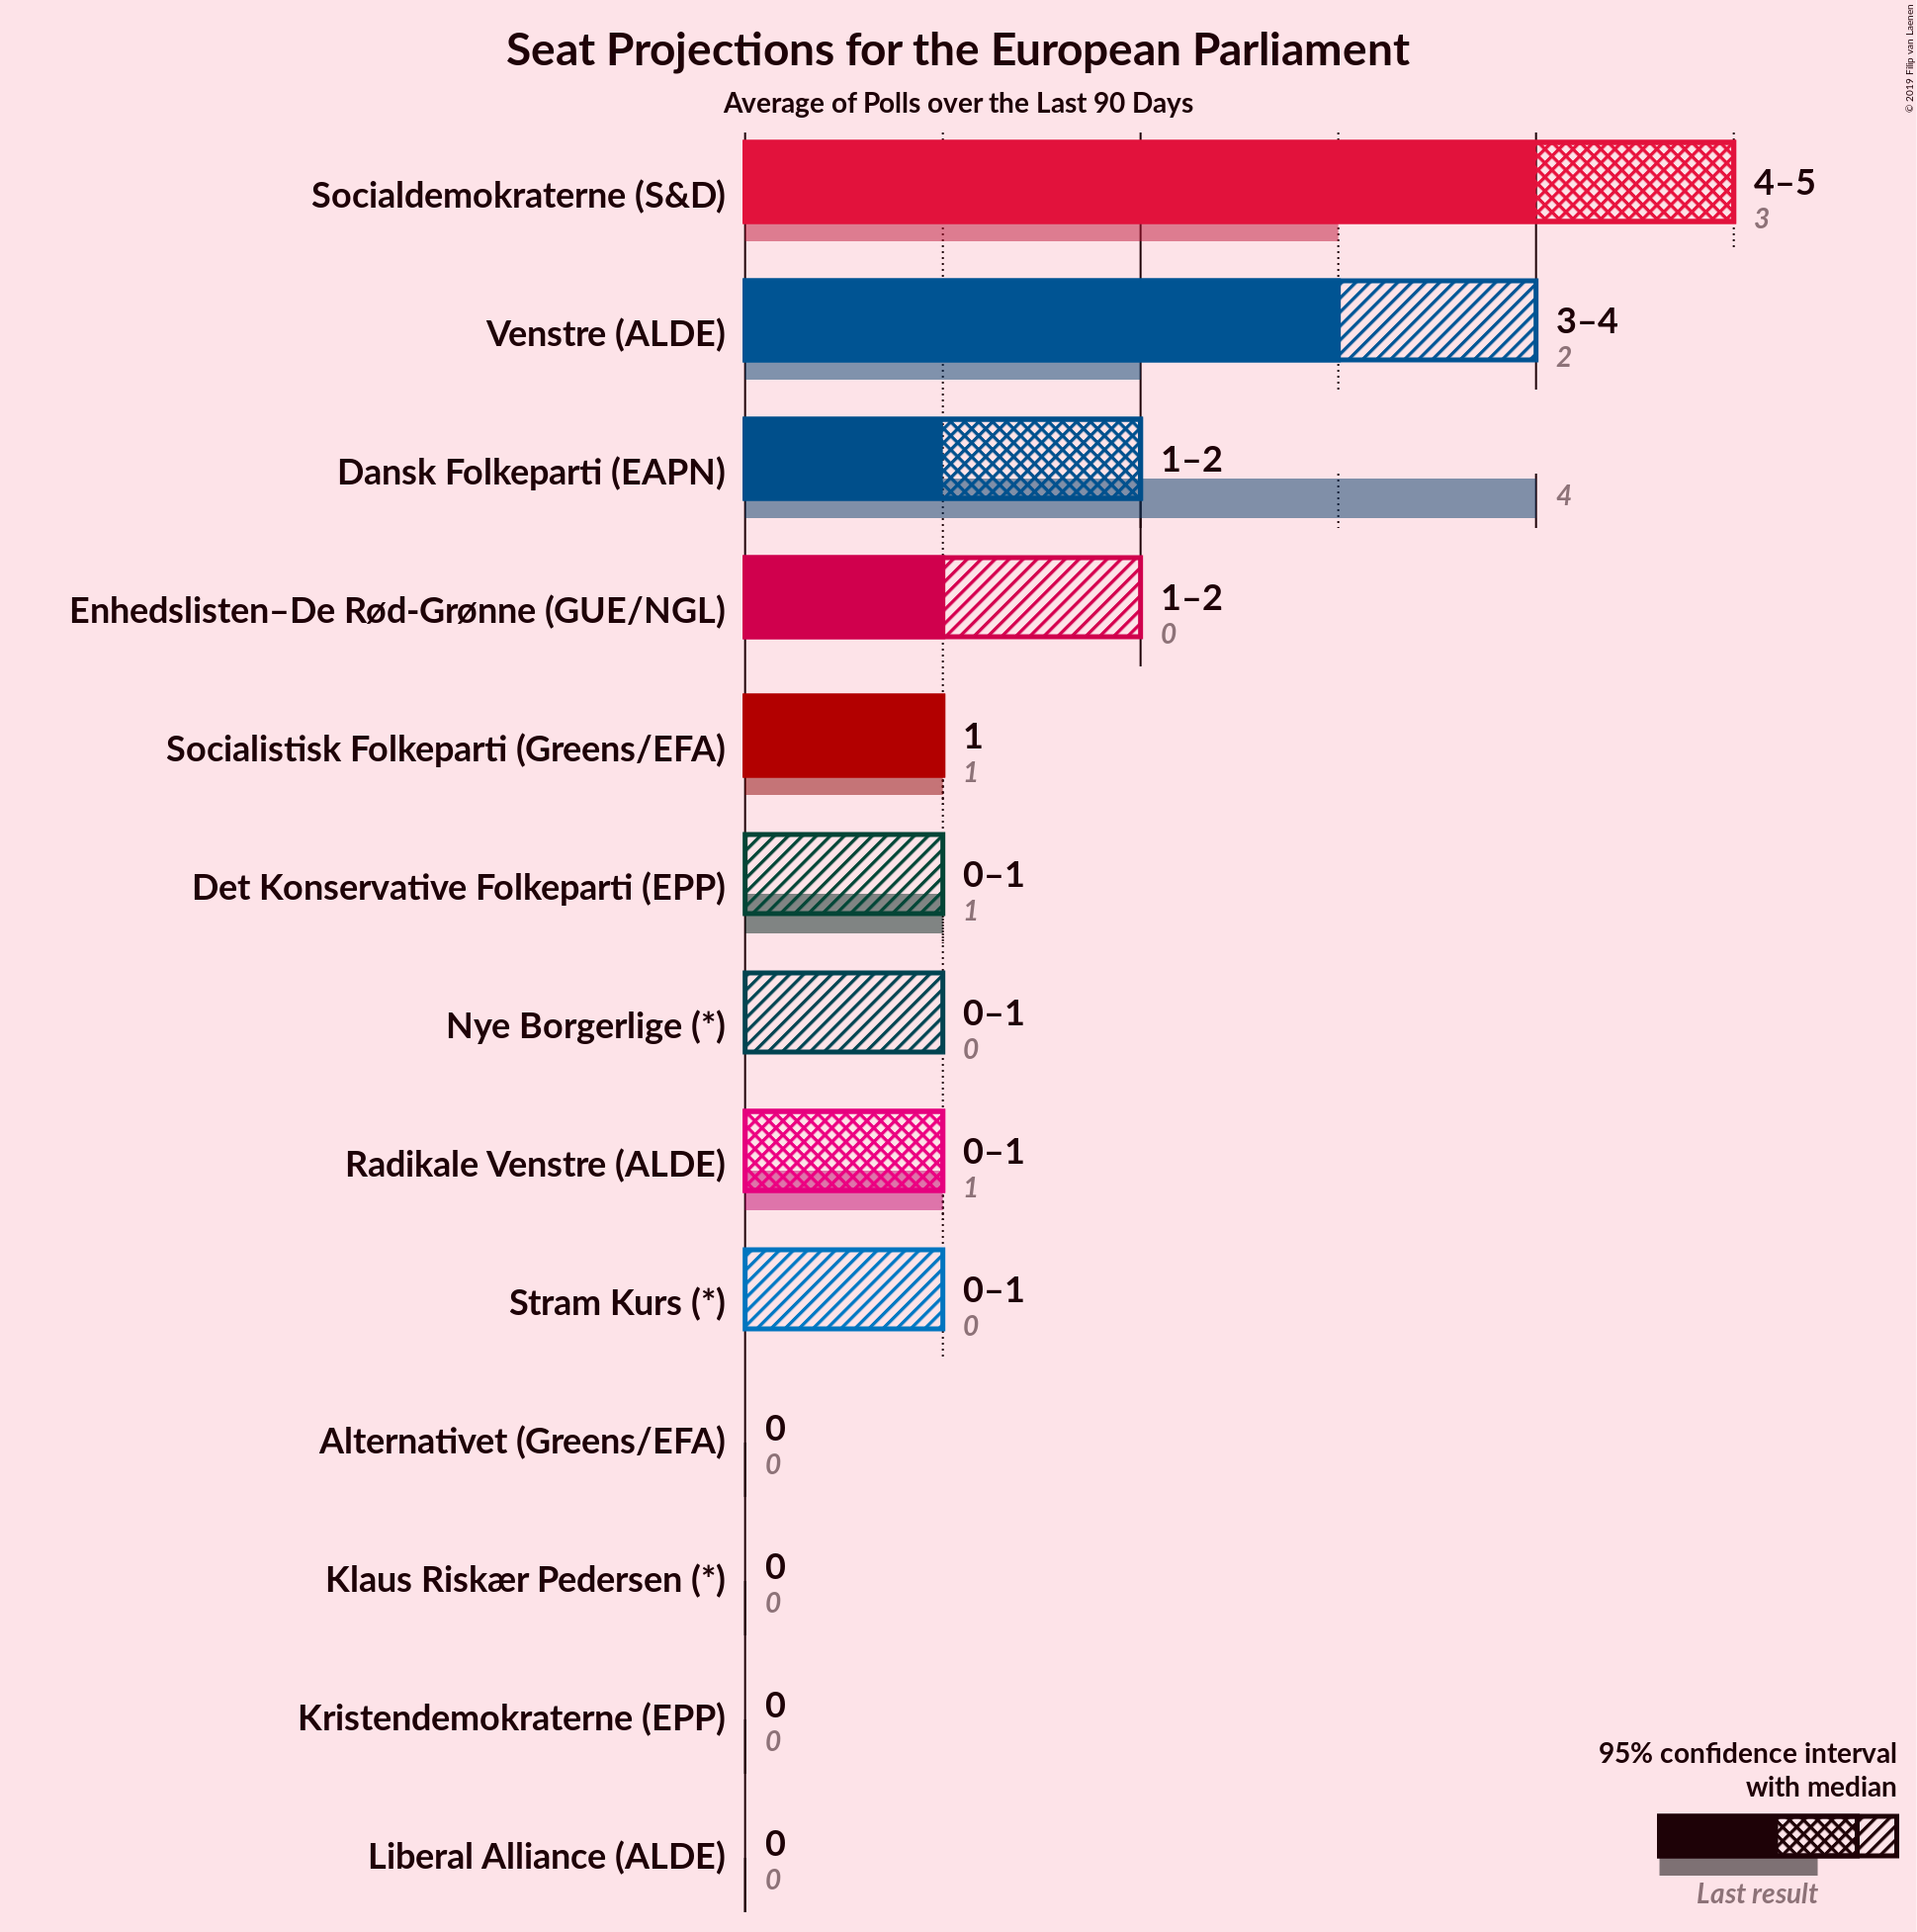 Seat Projections for the European Parliament
Average of Polls over the Last 90 Days
© 2019 Filip van Laenen
Socialdemokraterne (S&D)
4–5
3
Venstre (ALDE)
3–4
2
Dansk Folkeparti (EAPN)
1–2
4
Enhedslisten–De Rød-Grønne (GUE/NGL)
1–2
0
Socialistisk Folkeparti (Greens/EFA)
1
1
Det Konservative Folkeparti (EPP)
0–1
1
Nye Borgerlige (*)
0–1
0
Radikale Venstre (ALDE)
0–1
1
Stram Kurs (*)
0–1
0
Alternativet (Greens/EFA)
0
0
Klaus Riskær Pedersen (*)
0
0
Kristendemokraterne (EPP)
0
0
Liberal Alliance (ALDE)
0
0
95% confidence interval
with median
Last result